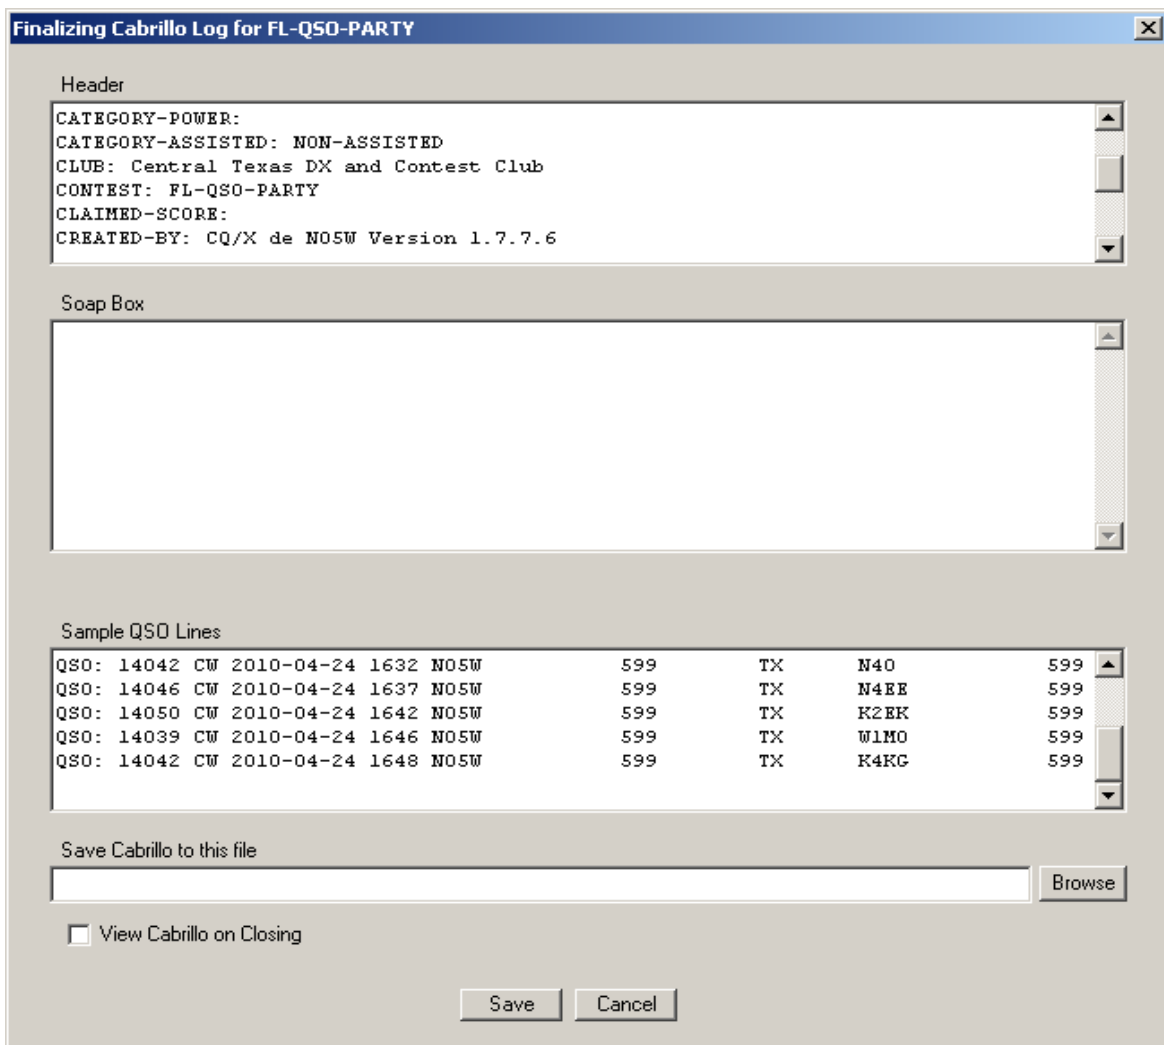 Finalizing Cabrillo Log for FL-QSO-PARTY
Header
CATEGORY-POWER:
CATEGORY-ASSISTED: NON-ASSISTED
CLUB: Central Texas DX and Contest Club
CONTEST: FL-QSO-PARTY
CLAIMED-SCORE:
CREATED-BY: CQ/X de NO5W Version 1.7.7.6
Soap Box
Sample QSO Lines
QSO: 14042 CW 2010-04-24 1632 NO5W 599 TX N4O 599
QSO: 14046 CW 2010-04-24 1637 NO5W 599 TX N4EE 599
QSO: 14050 CW 2010-04-24 1642 NO5W 599 TX K2EK 599
QSO: 14039 CW 2010-04-24 1646 NO5W 599 TX W1MO 599
QSO: 14042 CW 2010-04-24 1648 NO5W 599 TX K4KG 599
Save Cabrillo to this file
Browse
View Cabrillo on Closing
Save Cancel